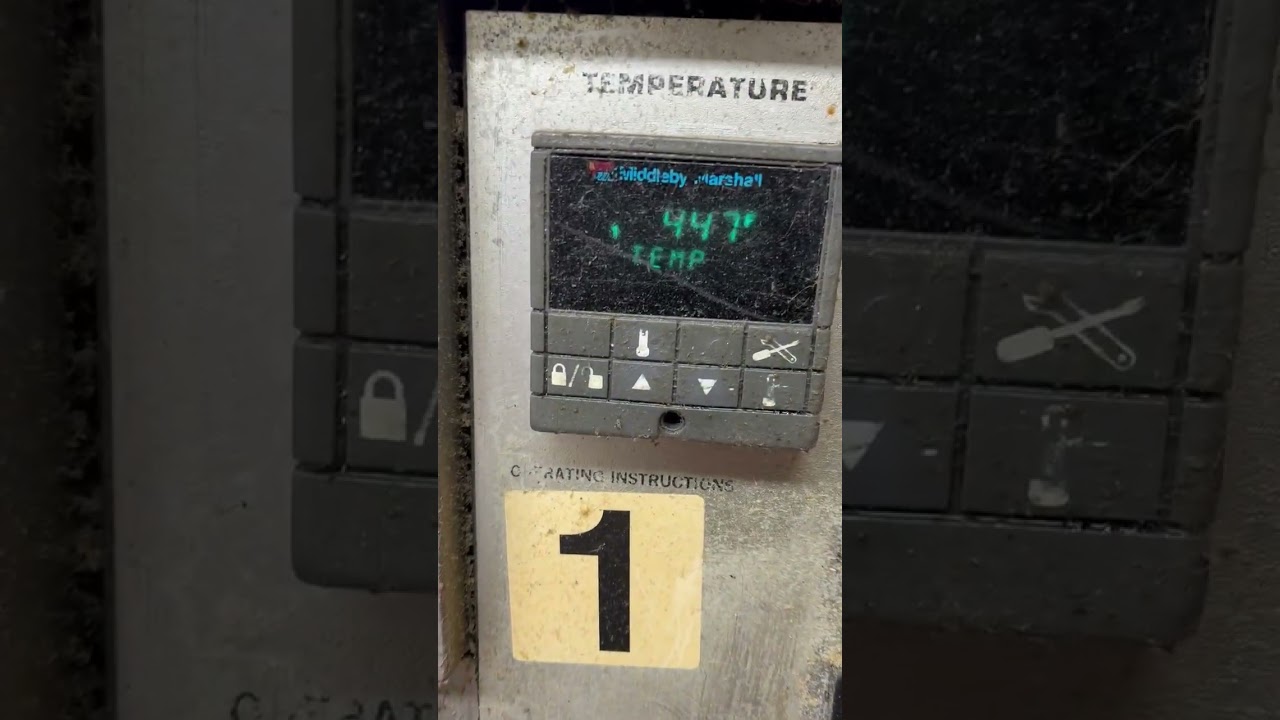 TEMPERATURE
Middleby Marshall
447°
TEMP
OPERATING INSTRUCTIONS
1